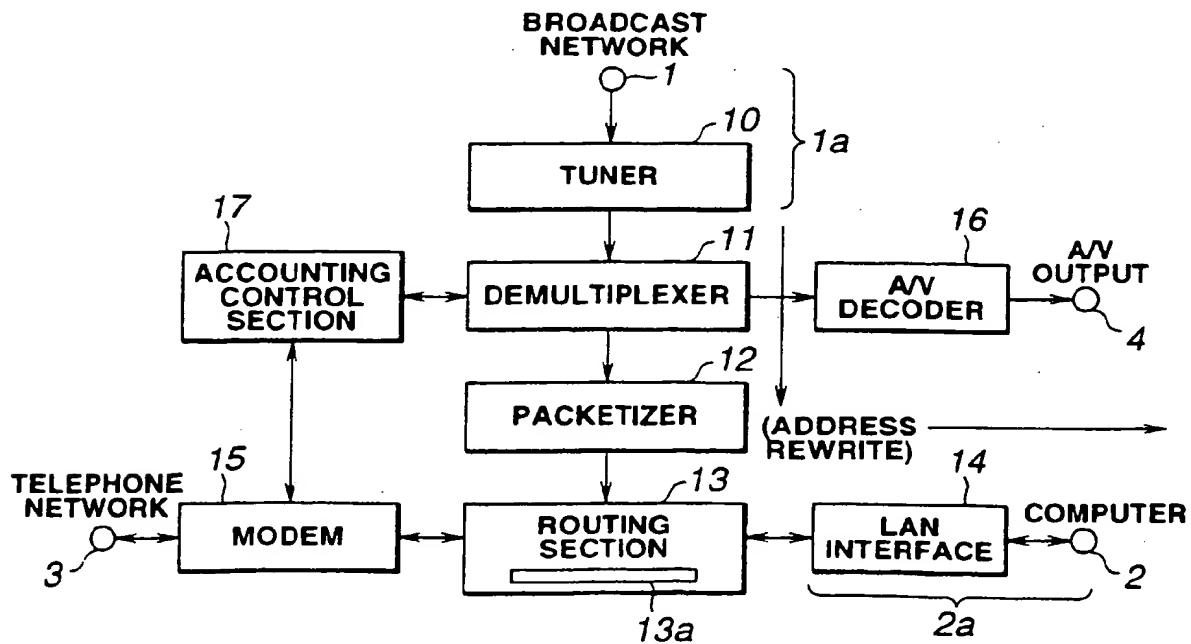 BROADCAST
NETWORK
1
10
1a
TUNER
17
11
16
ACCOUNTING
CONTROL
SECTION
DEMULTIPLEXER
A/V
DECODER
A/V
OUTPUT
4
12
PACKETIZER
(ADDRESS
REWRITE)
TELEPHONE
NETWORK
3
15
MODEM
13
ROUTING
SECTION
13a
14
LAN
INTERFACE
COMPUTER
2
2a